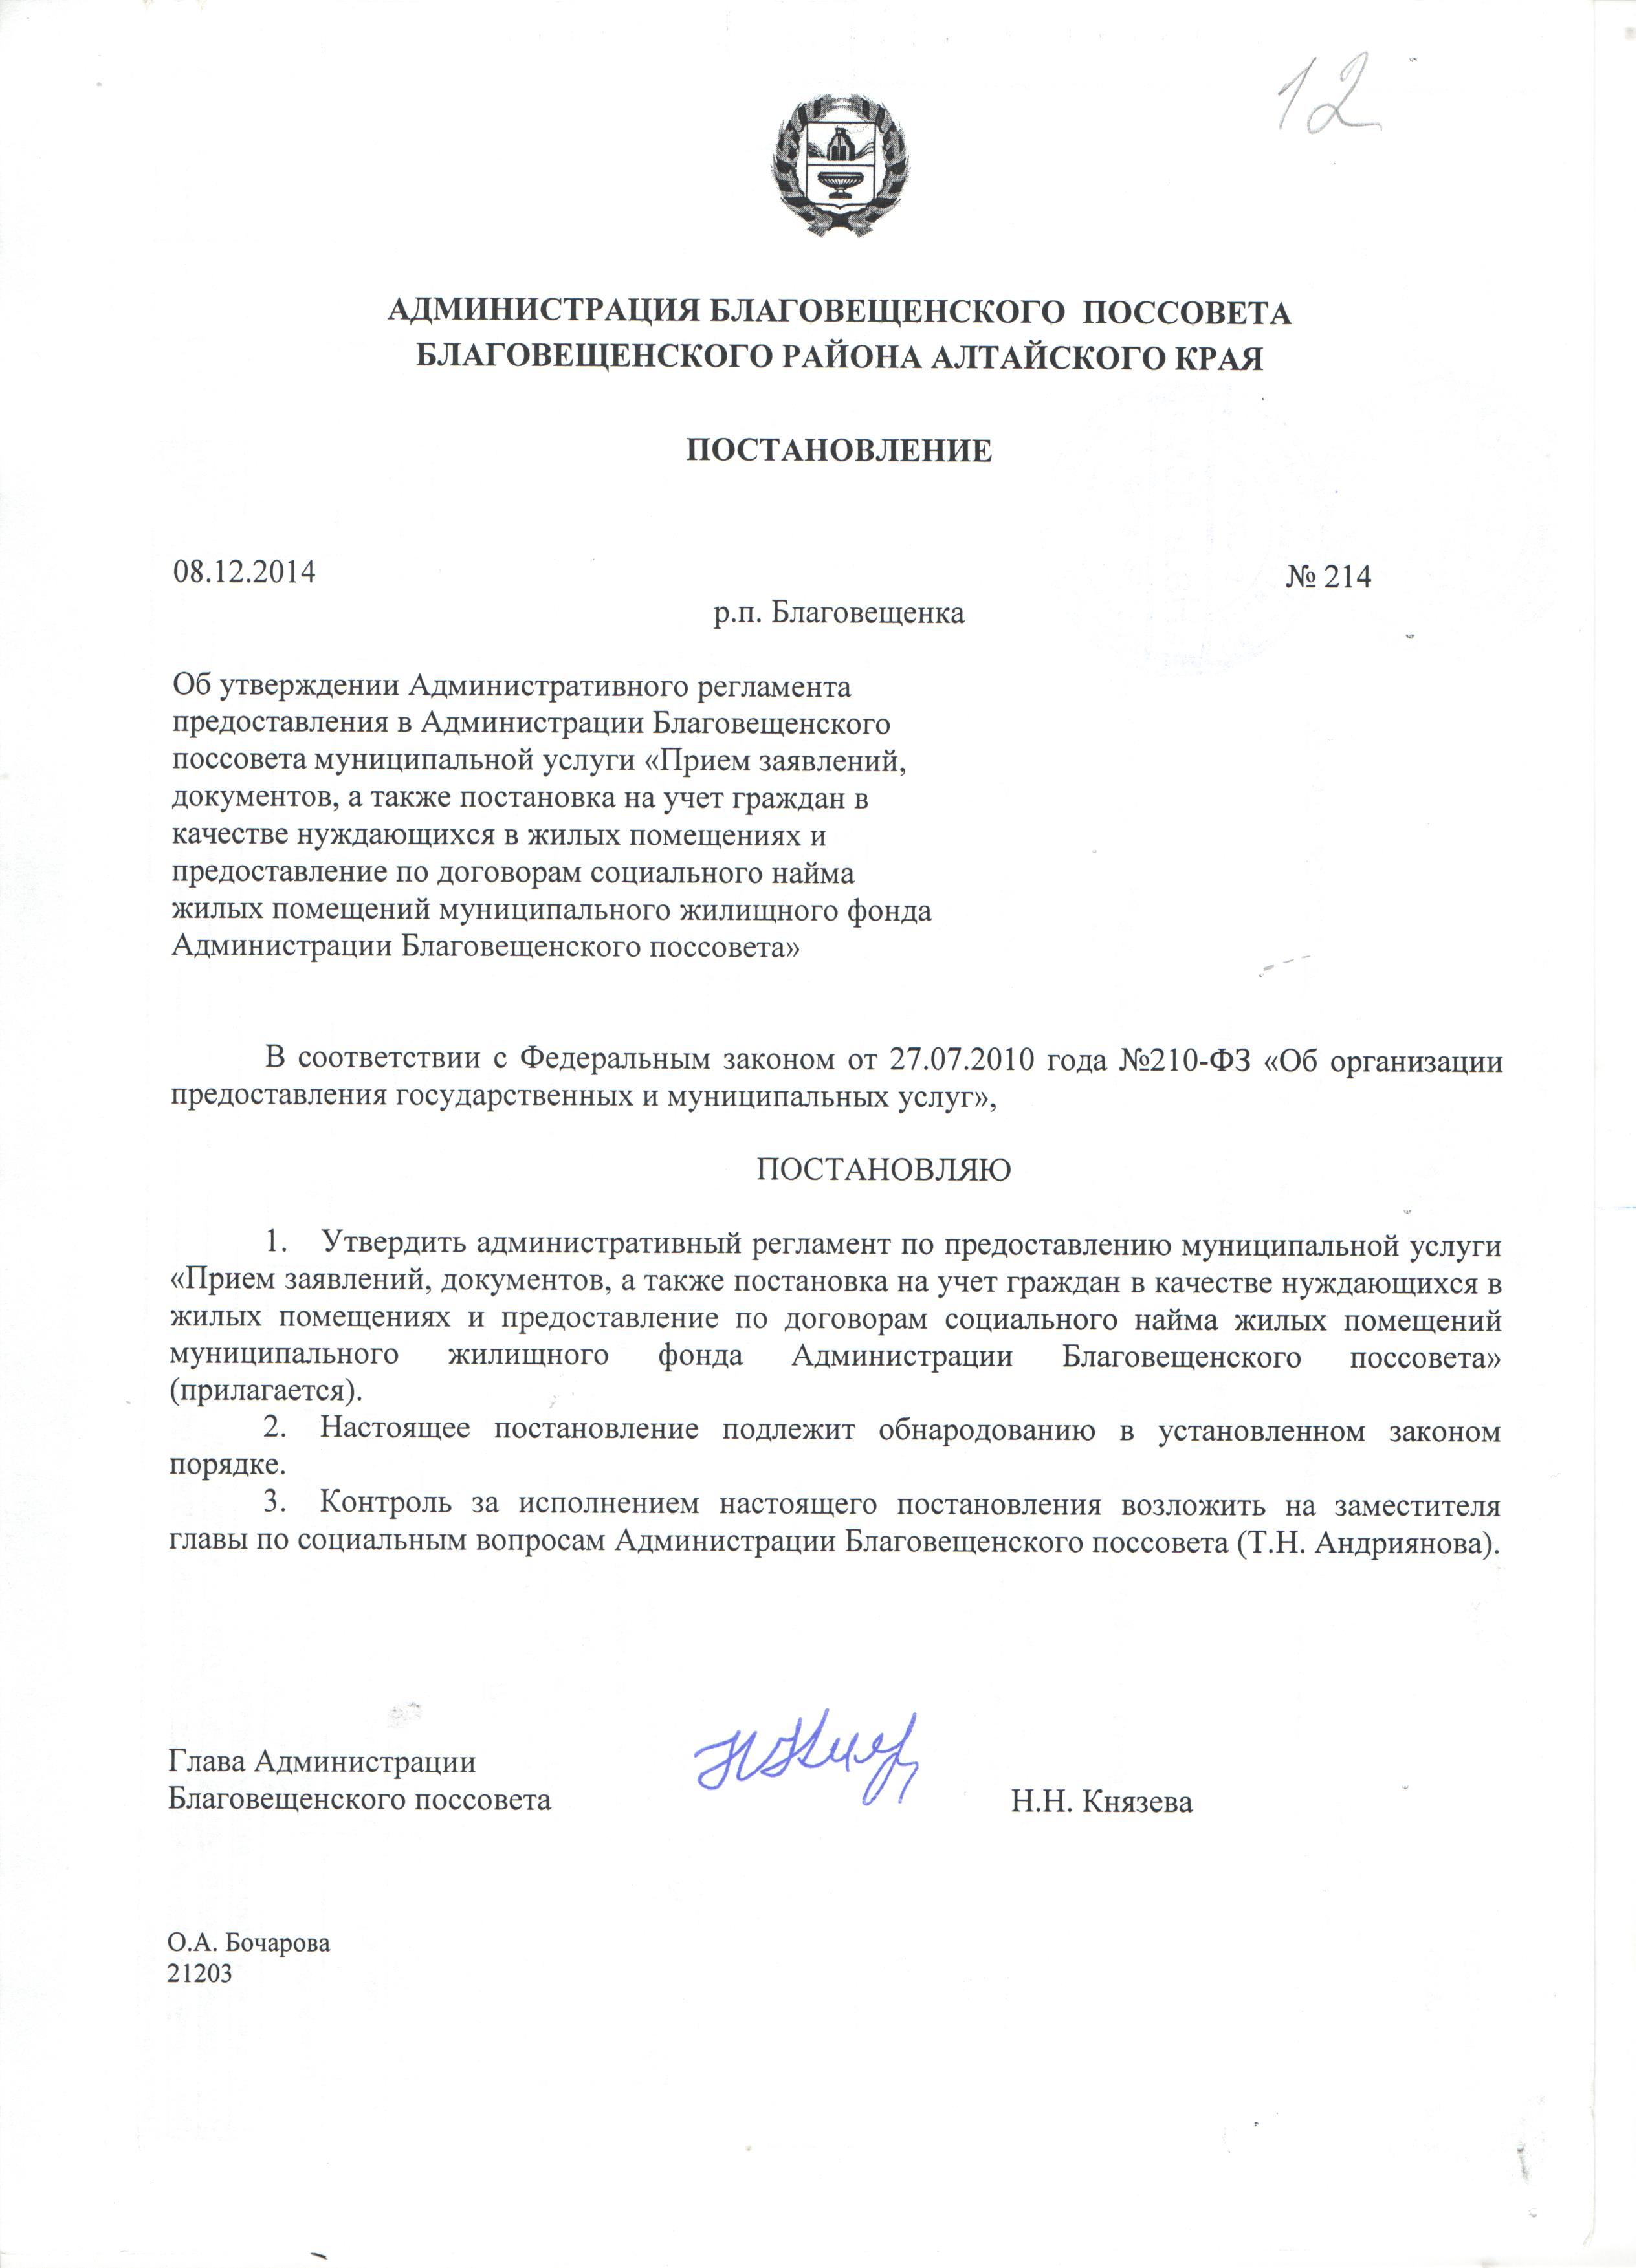 12
АДМИНИСТРАЦИЯ БЛАГОВЕЩЕНСКОГО ПОССОВЕТА
БЛАГОВЕЩЕНСКОГО РАЙОНА АЛТАЙСКОГО КРАЯ
ПОСТАНОВЛЕНИЕ
08.12.2014 № 214
р.п. Благовещенка
Об утверждении Административного регламента
предоставления в Администрации Благовещенского
поссовета муниципальной услуги «Прием заявлений,
документов, а также постановка на учет граждан в
качестве нуждающихся в жилых помещениях и
предоставление по договорам социального найма
жилых помещений муниципального жилищного фонда
Администрации Благовещенского поссовета»
В соответствии с Федеральным законом от 27.07.2010 года №210-ФЗ «Об организации
предоставления государственных и муниципальных услуг»,
ПОСТАНОВЛЯЮ
1. Утвердить административный регламент по предоставлению муниципальной услуги
«Прием заявлений, документов, а также постановка на учет граждан в качестве нуждающихся в
жилых помещениях и предоставление по договорам социального найма жилых помещений
муниципального жилищного фонда Администрации Благовещенского поссовета»
(прилагается).
2. Настоящее постановление подлежит обнародованию в установленном законом
порядке.
3. Контроль за исполнением настоящего постановления возложить на заместителя
главы по социальным вопросам Администрации Благовещенского поссовета (Т.Н. Андриянова).
Глава Администрации
Благовещенского поссовета Н.Н. Князева
О.А. Бочарова
21203